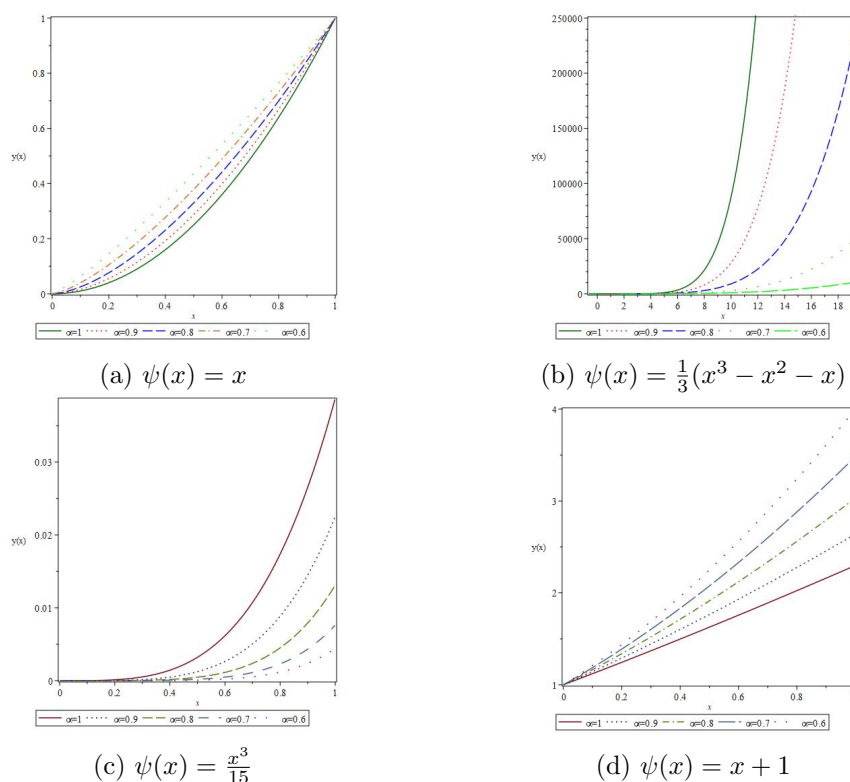 1
0.8
0.6
y(x)
0.4
0.2
0
0.2 0.4 0.6 0.8 1
x
α=1 α=0.9 α=0.8 α=0.7 α=0.6
(a) ψ(x) = x
250000
200000
150000
y(x)
100000
50000
0
0 2 4 6 8 10 12 14 16 18
x
α=1 α=0.9 α=0.8 α=0.7 α=0.6
(b) ψ(x) = 1/3(x³ − x² − x)
0.03
0.02
y(x)
0.01
0
0 0.2 0.4 0.6 0.8 1
x
α=1 α=0.9 α=0.8 α=0.7 α=0.6
(c) ψ(x) = x³/15
4
3
y(x)
2
1
0 0.2 0.4 0.6 0.8
x
α=1 α=0.9 α=0.8 α=0.7 α=0.6
(d) ψ(x) = x + 1